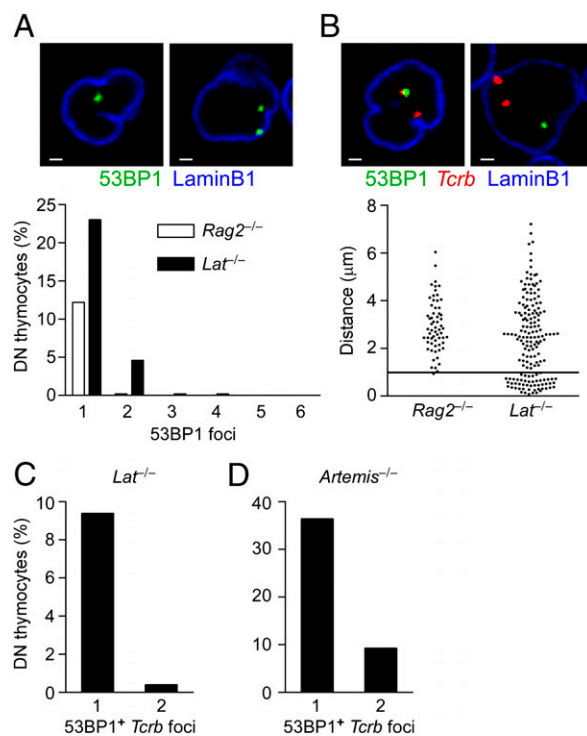 A
B
53BP1 LaminB1
53BP1 Tcrb LaminB1
DN thymocytes (%)
25
20
15
10
5
0
Rag2−/−
Lat−/−
1 2 3 4 5 6
53BP1 foci
Distance (μm)
8
6
4
2
0
Rag2−/− Lat−/−
C
Lat−/−
DN thymocytes (%)
10
8
6
4
2
0
1 2
53BP1+ Tcrb foci
D
Artemis−/−
40
30
20
10
0
1 2
53BP1+ Tcrb foci